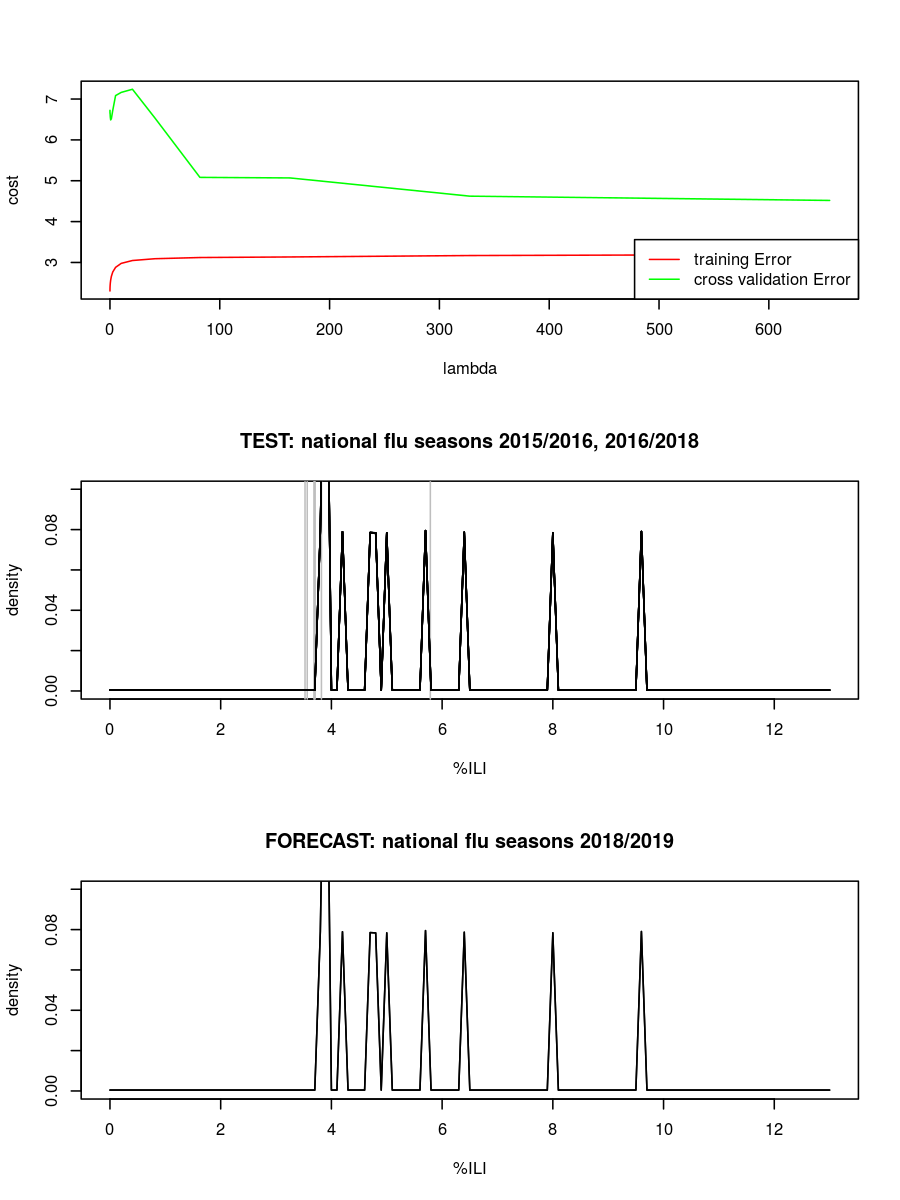 7
6
5
4
3
cost
training Error
cross validation Error
0 100 200 300 400 500 600
lambda
TEST: national flu seasons 2015/2016, 2016/2018
0.08
0.04
0.00
density
0 2 4 6 8 10 12
%ILI
FORECAST: national flu seasons 2018/2019
0.08
0.04
0.00
density
0 2 4 6 8 10 12
%ILI